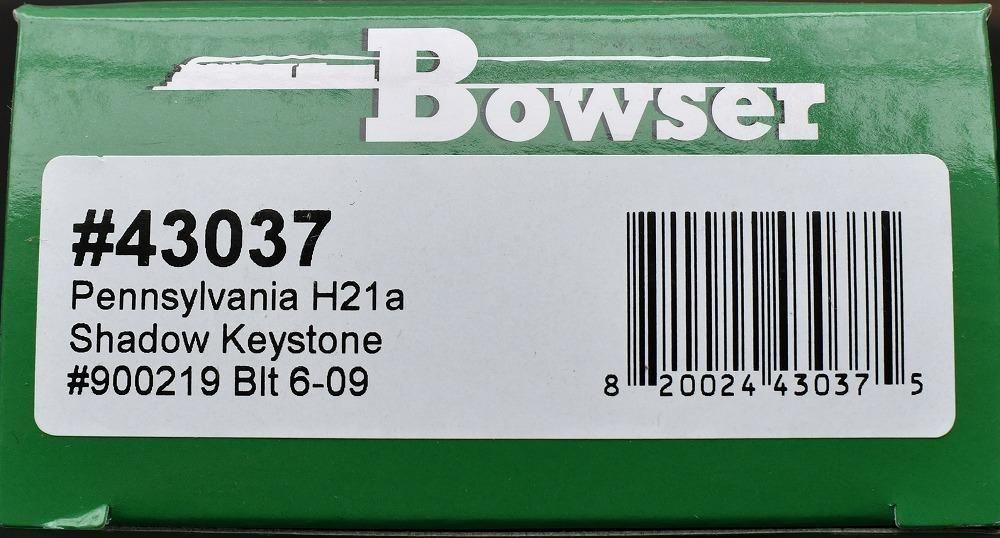 Bowser
#43037
Pennsylvania H21a
Shadow Keystone
#900219 Blt 6-09
8 20024 43037 5